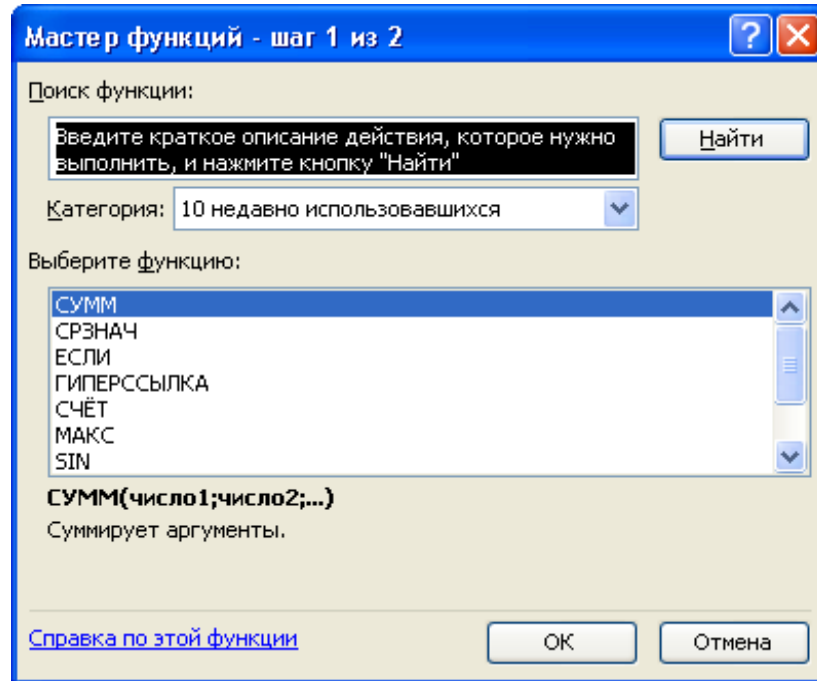 Мастер функций - шаг 1 из 2
Поиск функции:
Введите краткое описание действия, которое нужно
выполнить, и нажмите кнопку "Найти"
Найти
Категория: 10 недавно использовавшихся
Выберите функцию:
СУММ
СРЗНАЧ
ЕСЛИ
ГИПЕРССЫЛКА
СЧЁТ
МАКС
SIN
СУММ(число1;число2;...)
Суммирует аргументы.
Справка по этой функции
ОК
Отмена